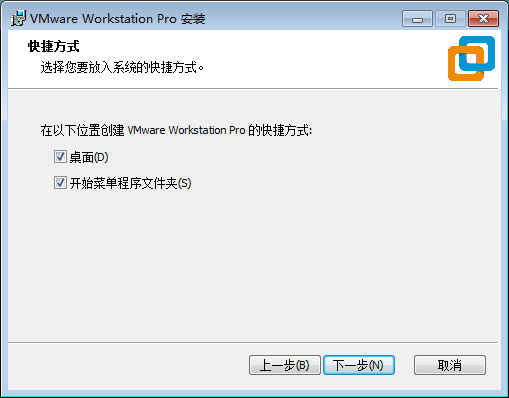 VMware Workstation Pro 安装
快捷方式
选择您要放入系统的快捷方式。
在以下位置创建 VMware Workstation Pro 的快捷方式:
桌面(D)
开始菜单程序文件夹(S)
上一步(B) 下一步(N) 取消